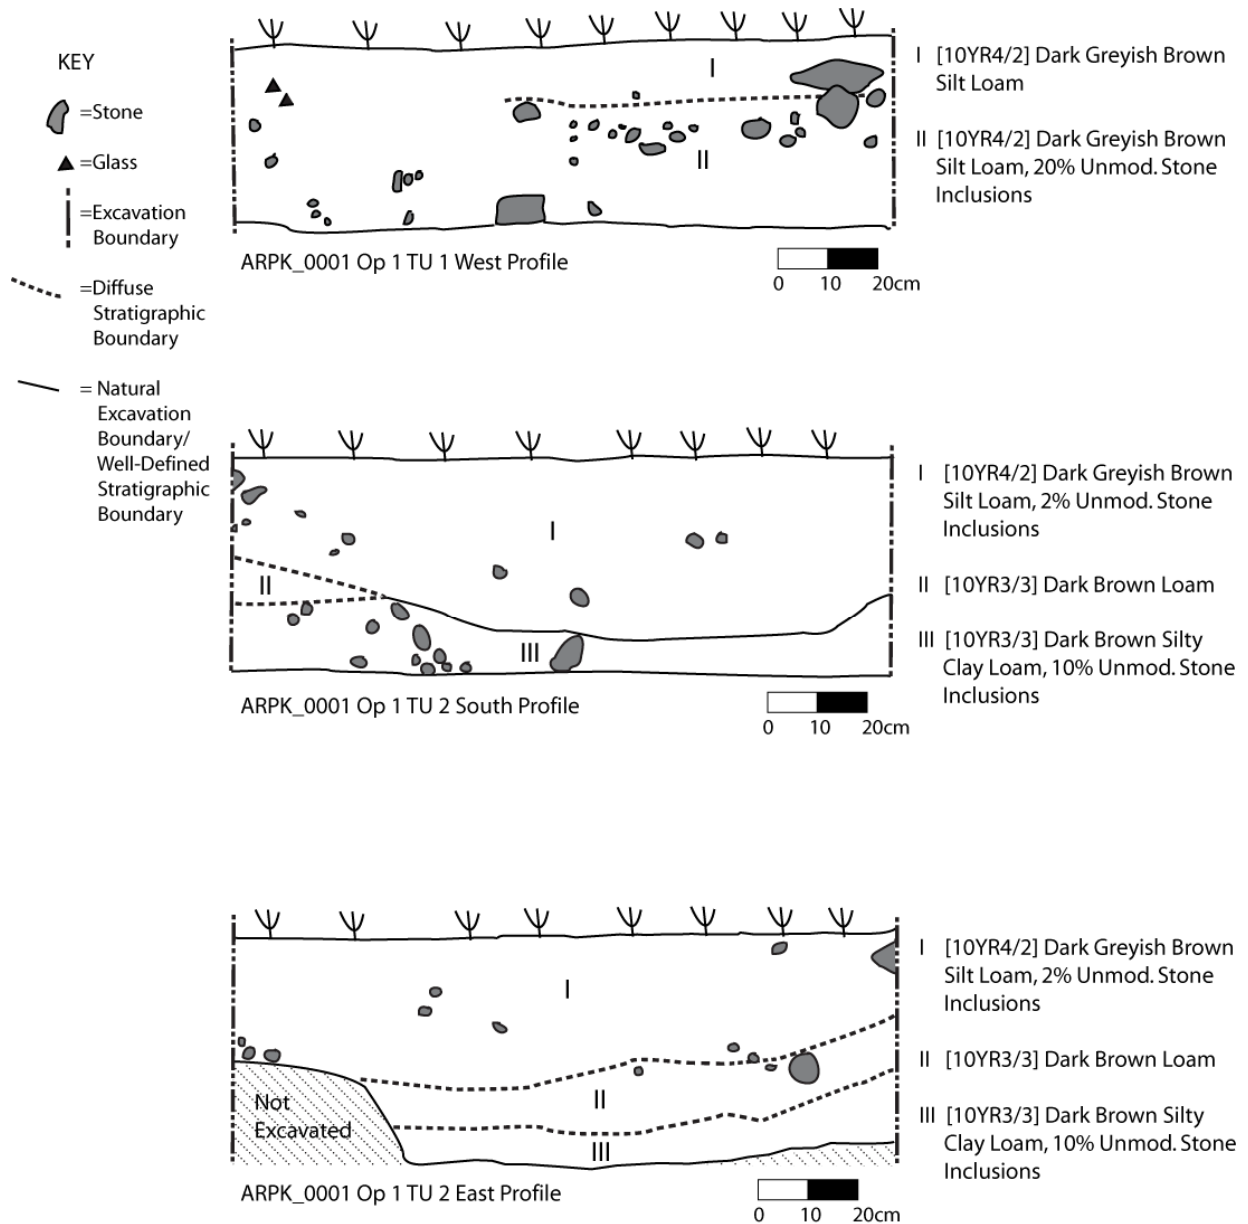 KEY
=Stone
=Glass
=Excavation
Boundary
=Diffuse
Stratigraphic
Boundary
= Natural
Excavation
Boundary/
Well-Defined
Stratigraphic
Boundary
I
II
I [10YR4/2] Dark Greyish Brown
Silt Loam
II [10YR4/2] Dark Greyish Brown
Silt Loam, 20% Unmod. Stone
Inclusions
ARPK_0001 Op 1 TU 1 West Profile
0 10 20cm
I
II
III
I [10YR4/2] Dark Greyish Brown
Silt Loam, 2% Unmod. Stone
Inclusions
II [10YR3/3] Dark Brown Loam
III [10YR3/3] Dark Brown Silty
Clay Loam, 10% Unmod. Stone
Inclusions
ARPK_0001 Op 1 TU 2 South Profile
0 10 20cm
I
II
III
Not
Excavated
I [10YR4/2] Dark Greyish Brown
Silt Loam, 2% Unmod. Stone
Inclusions
II [10YR3/3] Dark Brown Loam
III [10YR3/3] Dark Brown Silty
Clay Loam, 10% Unmod. Stone
Inclusions
ARPK_0001 Op 1 TU 2 East Profile
0 10 20cm